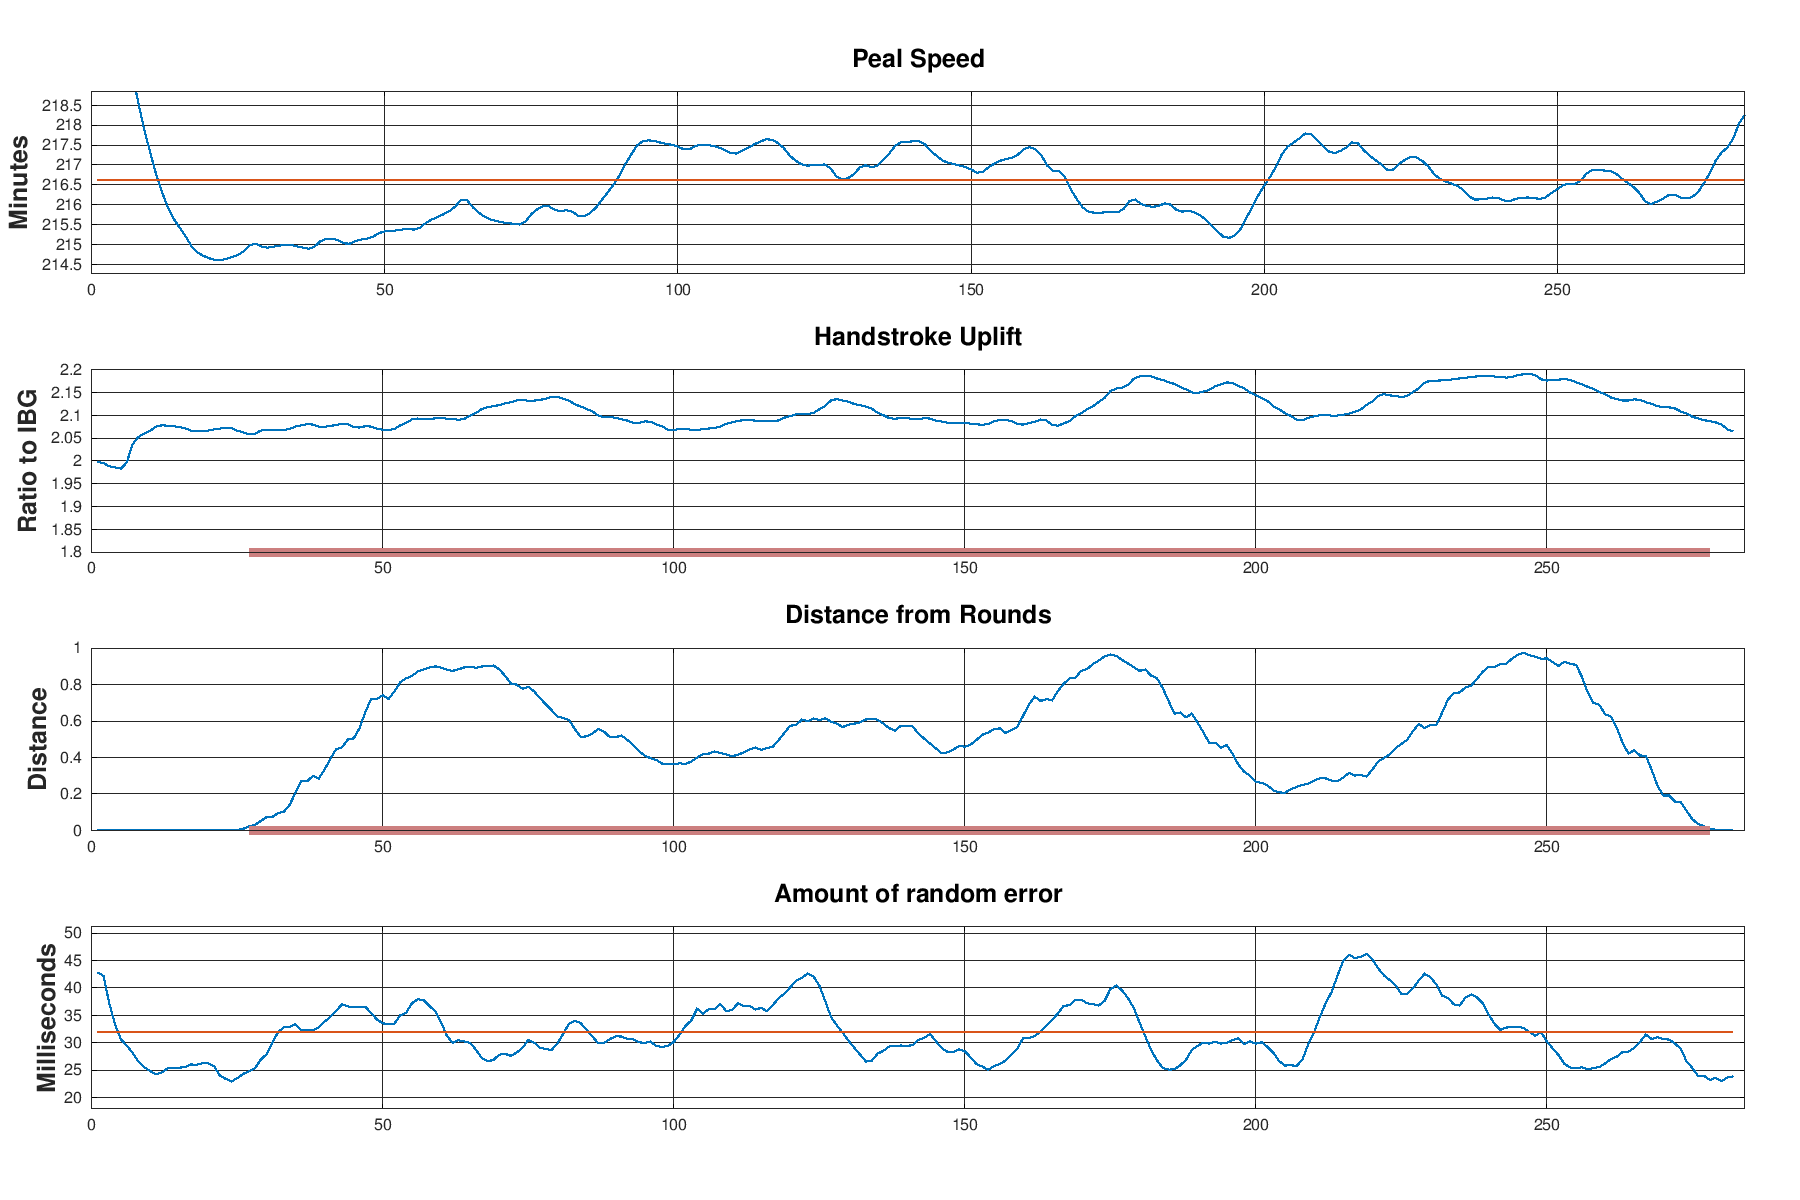 Peal Speed
Minutes
218.5
218
217.5
217
216.5
216
215.5
215
214.5
0 50 100 150 200 250
Handstroke Uplift
Ratio to IBG
2.2
2.15
2.1
2.05
2
1.95
1.9
1.85
1.8
0 50 100 150 200 250
Distance from Rounds
Distance
1
0.8
0.6
0.4
0.2
0
0 50 100 150 200 250
Amount of random error
Milliseconds
50
45
40
35
30
25
20
0 50 100 150 200 250